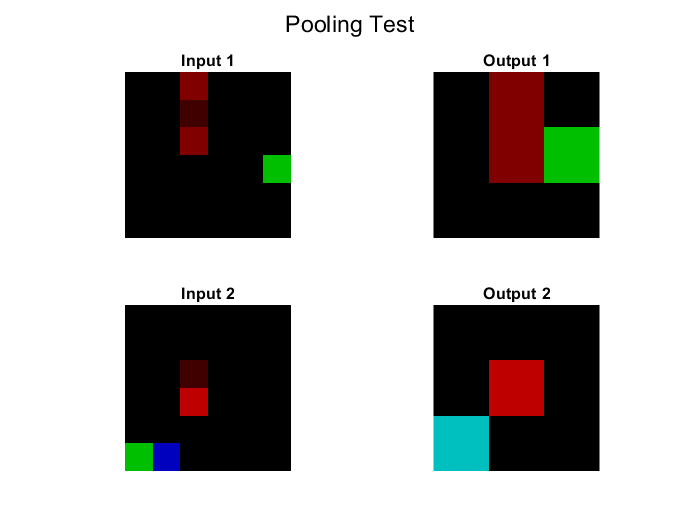 Pooling Test
Input 1
Output 1
Input 2
Output 2